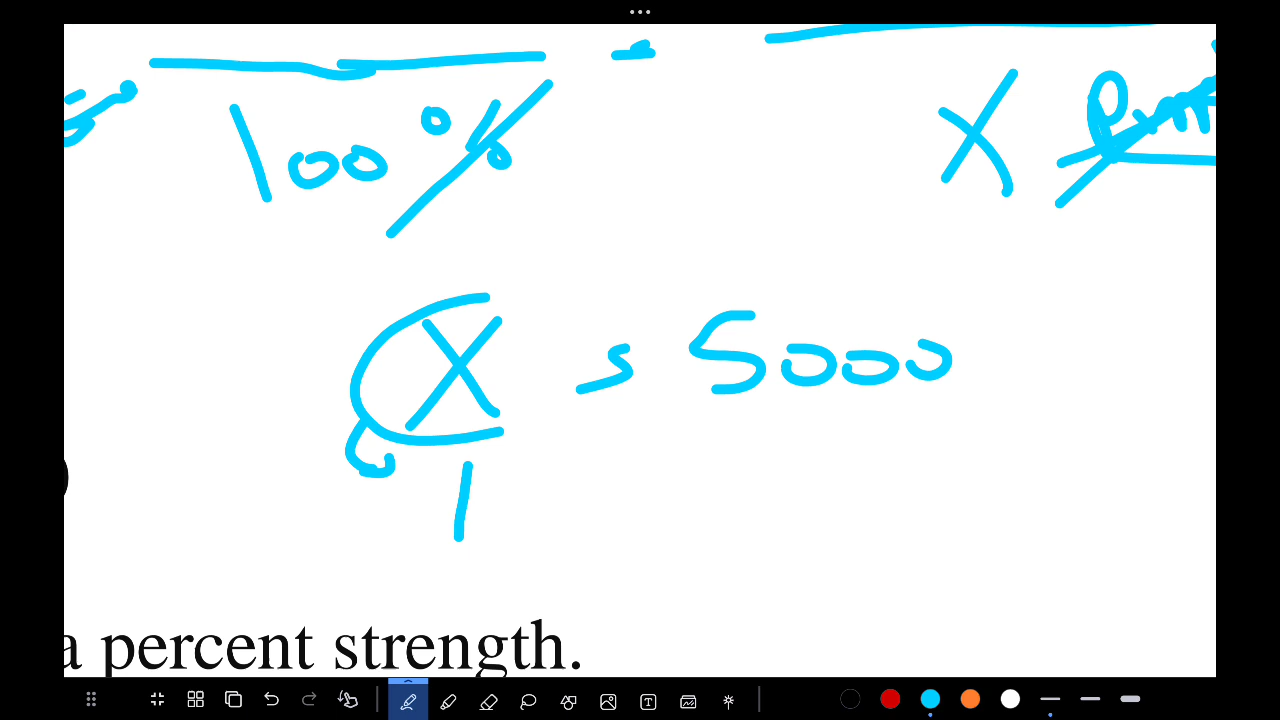 100 % X
X = 5000
1
a percent strength.